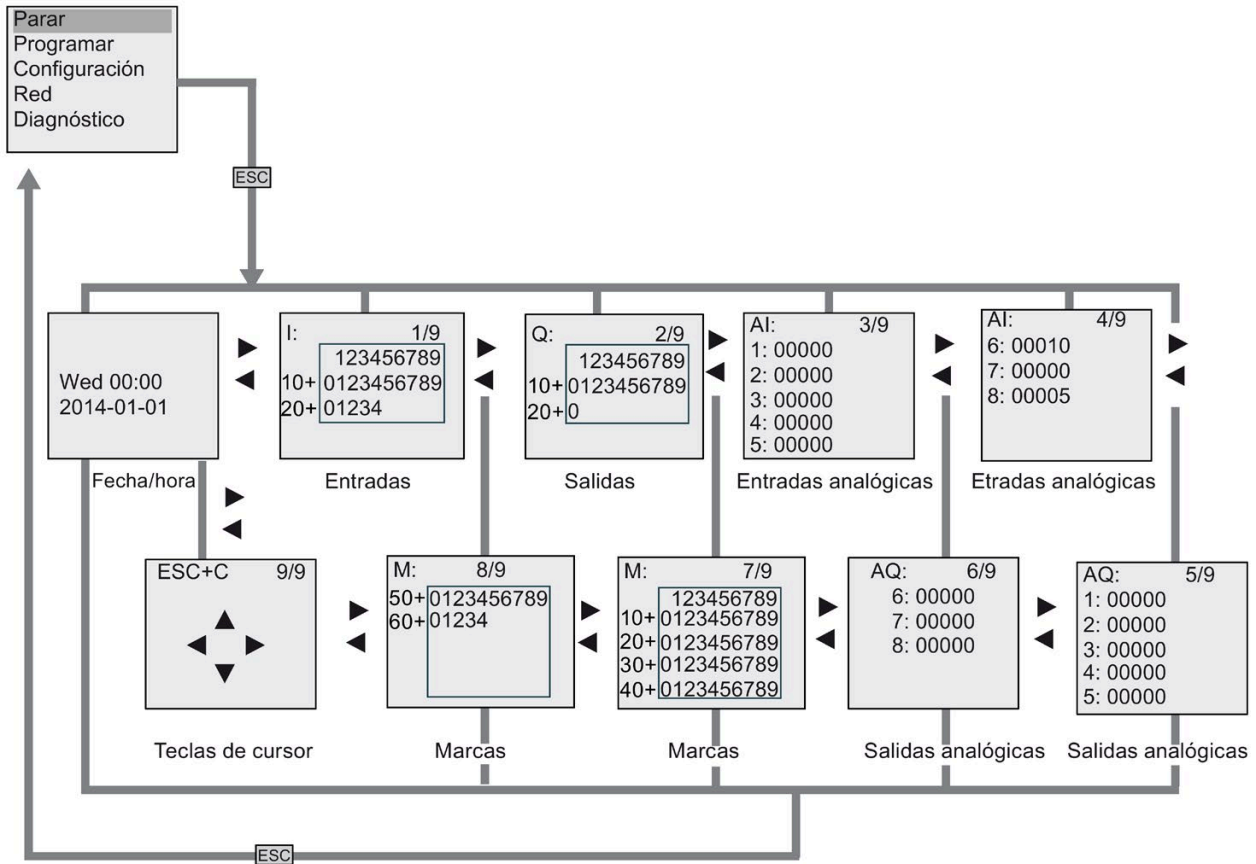 Parar
Programar
Configuración
Red
Diagnóstico
ESC
Wed 00:00
2014-01-01
Fecha/hora
I: 1/9
123456789
10+0123456789
20+01234
Entradas
Q: 2/9
123456789
10+0123456789
20+0
Salidas
AI: 3/9
1: 00000
2: 00000
3: 00000
4: 00000
5: 00000
Entradas analógicas
AI: 4/9
6: 00010
7: 00000
8: 00005
Etradas analógicas
ESC+C 9/9
Teclas de cursor
M: 8/9
50+0123456789
60+01234
Marcas
M: 7/9
123456789
10+0123456789
20+0123456789
30+0123456789
40+0123456789
Marcas
AQ: 6/9
6: 00000
7: 00000
8: 00000
Salidas analógicas
AQ: 5/9
1: 00000
2: 00000
3: 00000
4: 00000
5: 00000
Salidas analógicas
ESC